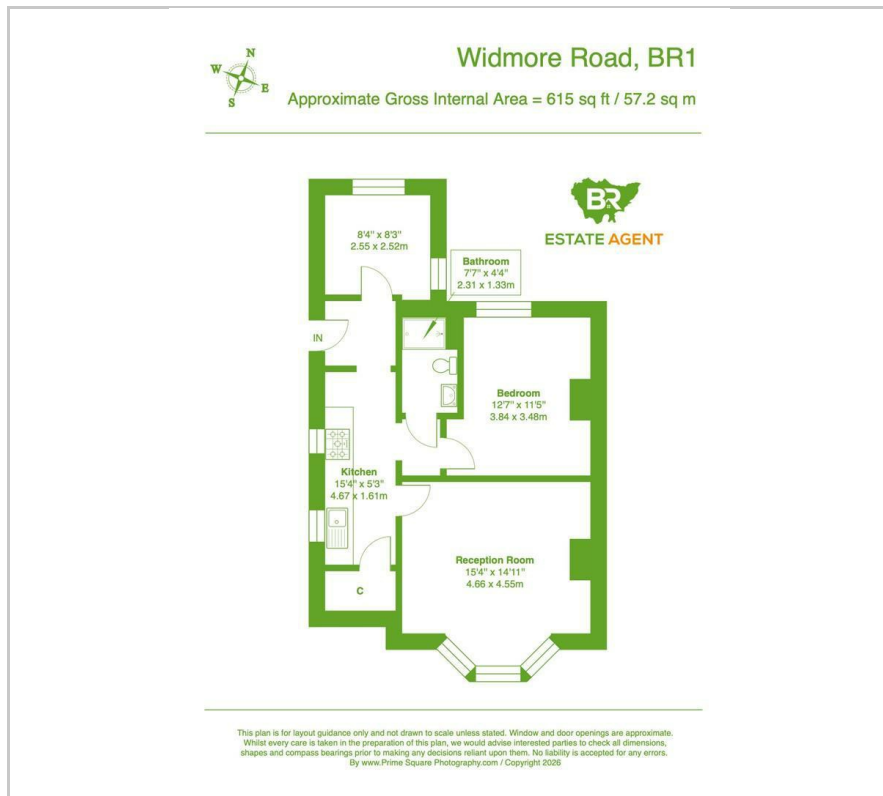 N
W
E
S
Widmore Road, BR1
Approximate Gross Internal Area = 615 sq ft / 57.2 sq m
B&R
ESTATE AGENT
8'4" x 8'3"
2.55 x 2.52m
Bathroom
7'7" x 4'4"
2.31 x 1.33m
IN
Bedroom
12'7" x 11'5"
3.84 x 3.48m
Kitchen
15'4" x 5'3"
4.67 x 1.61m
Reception Room
15'4" x 14'11"
4.66 x 4.55m
C
This plan is for layout guidance only and not drawn to scale unless stated. Window and door openings are approximate.
Whilst every care is taken in the preparation of this plan, we would advise interested parties to check all dimensions,
shapes and compass bearings prior to making any decisions reliant upon them. No liability is accepted for any errors.
By www.Prime Square Photography.com / Copyright 2026